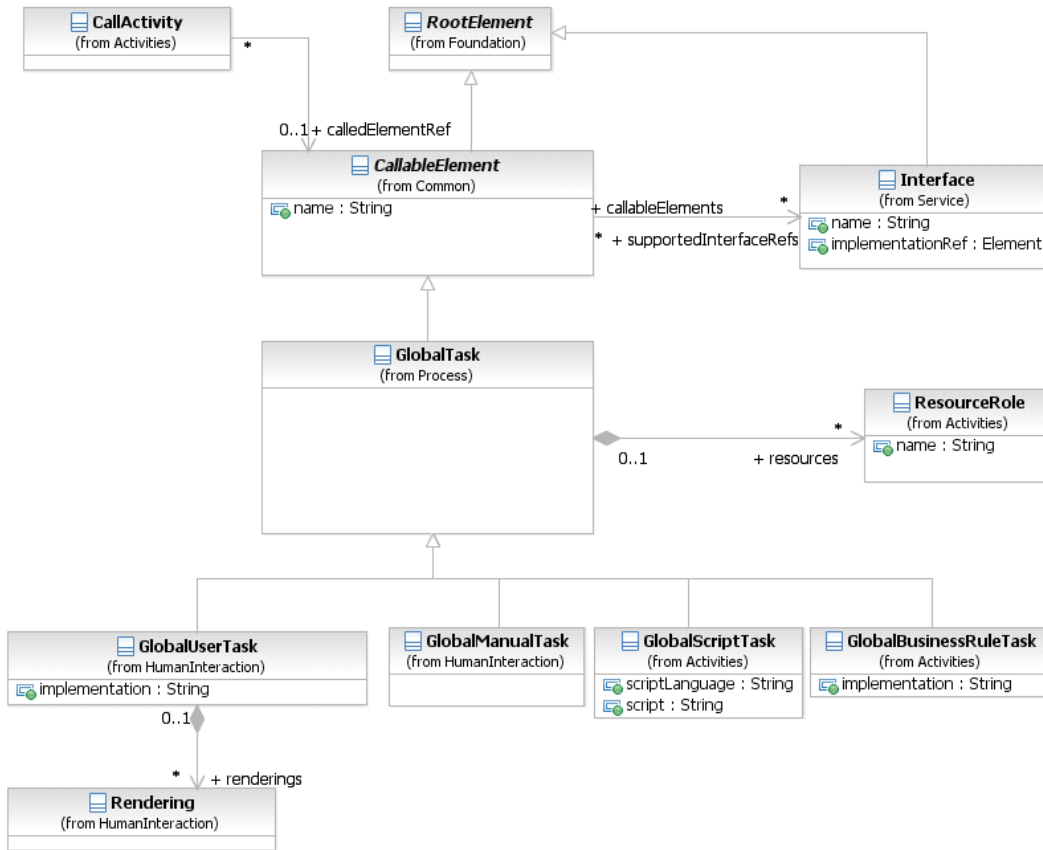 CallActivity
(from Activities)
RootElement
(from Foundation)
*
0..1 + calledElementRef
CallableElement
(from Common)
name : String
+ callableElements
*
* + supportedInterfaceRefs
Interface
(from Service)
name : String
implementationRef : Element
GlobalTask
(from Process)
0..1
*
+ resources
ResourceRole
(from Activities)
name : String
GlobalUserTask
(from HumanInteraction)
implementation : String
GlobalManualTask
(from HumanInteraction)
GlobalScriptTask
(from Activities)
scriptLanguage : String
script : String
GlobalBusinessRuleTask
(from Activities)
implementation : String
0..1
*
+ renderings
Rendering
(from HumanInteraction)